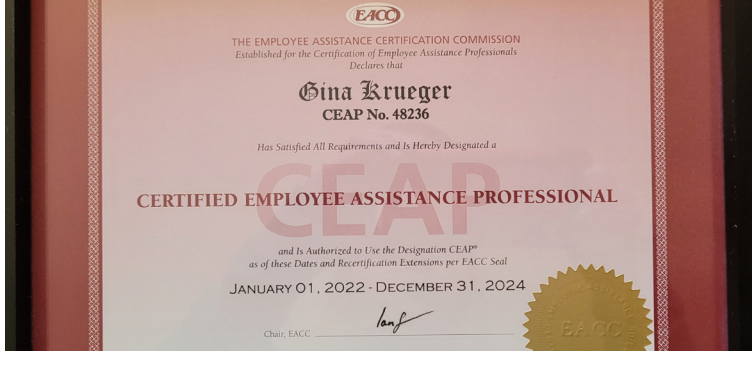 EACC
THE EMPLOYEE ASSISTANCE CERTIFICATION COMMISSION
Established for the Certification of Employee Assistance Professionals
Declares that
Gina Krueger
CEAP No. 48236
Has Satisfied All Requirements and Is Hereby Designated a
CEAP
CERTIFIED EMPLOYEE ASSISTANCE PROFESSIONAL
and Is Authorized to Use the Designation CEAP®
as of these Dates and Recertification Extensions per EACC Seal
JANUARY 01, 2022 - DECEMBER 31, 2024
Chair, EACC
EACC